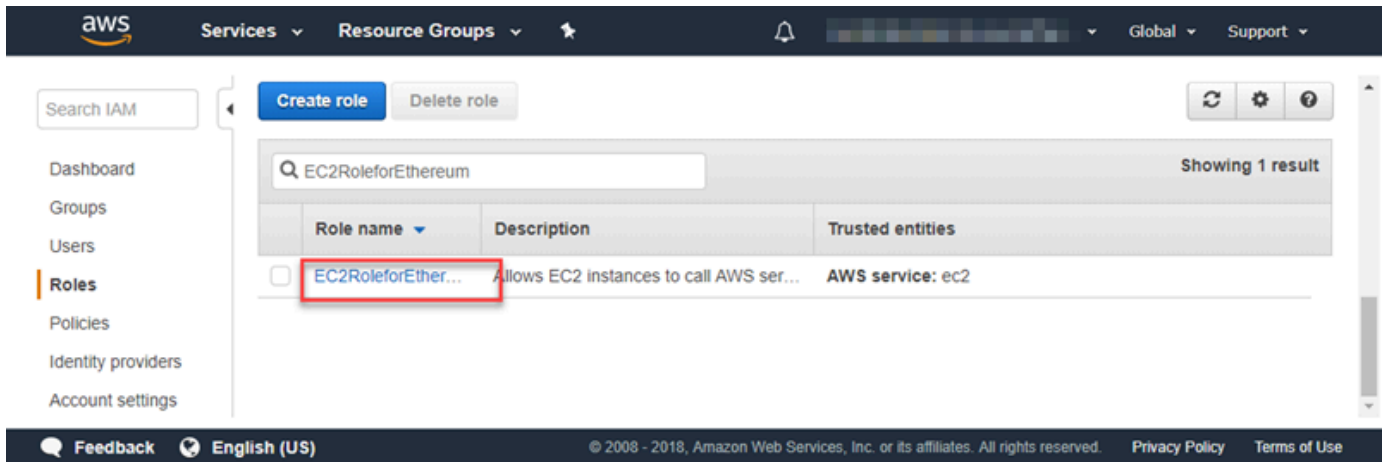 aws Services Resource Groups Global Support
Search IAM
Create role Delete role
Dashboard
Groups
Users
Roles
Policies
Identity providers
Account settings
EC2RoleforEthereum Showing 1 result
Role name Description Trusted entities
EC2RoleforEther... Allows EC2 instances to call AWS ser... AWS service: ec2
Feedback English (US) © 2008 - 2018, Amazon Web Services, Inc. or its affiliates. All rights reserved. Privacy Policy Terms of Use